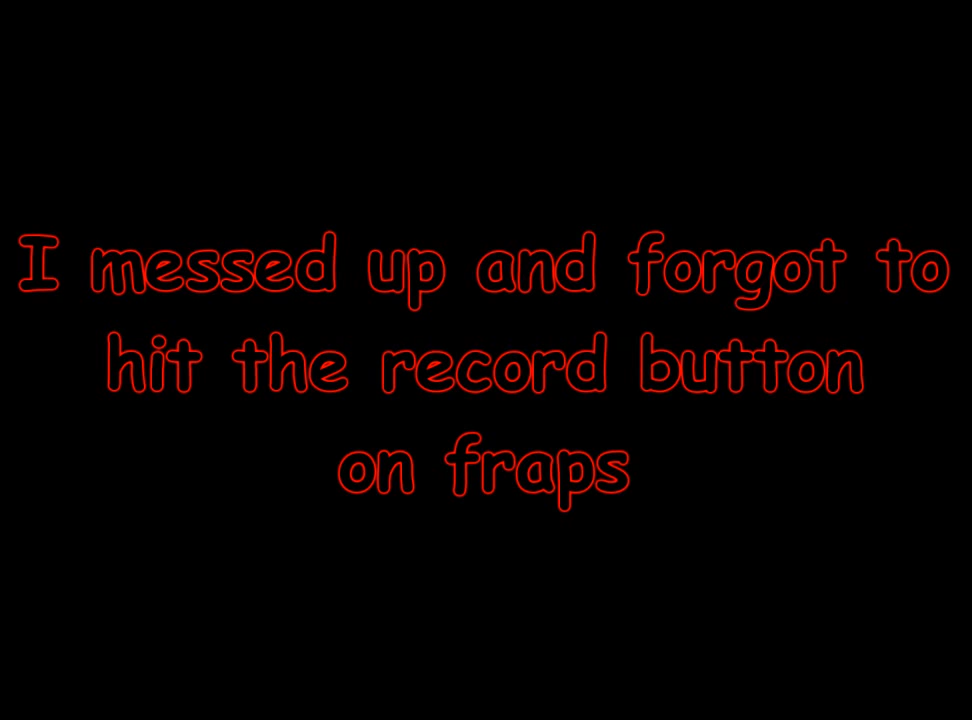 I messed up and forgot to
hit the record button
on fraps